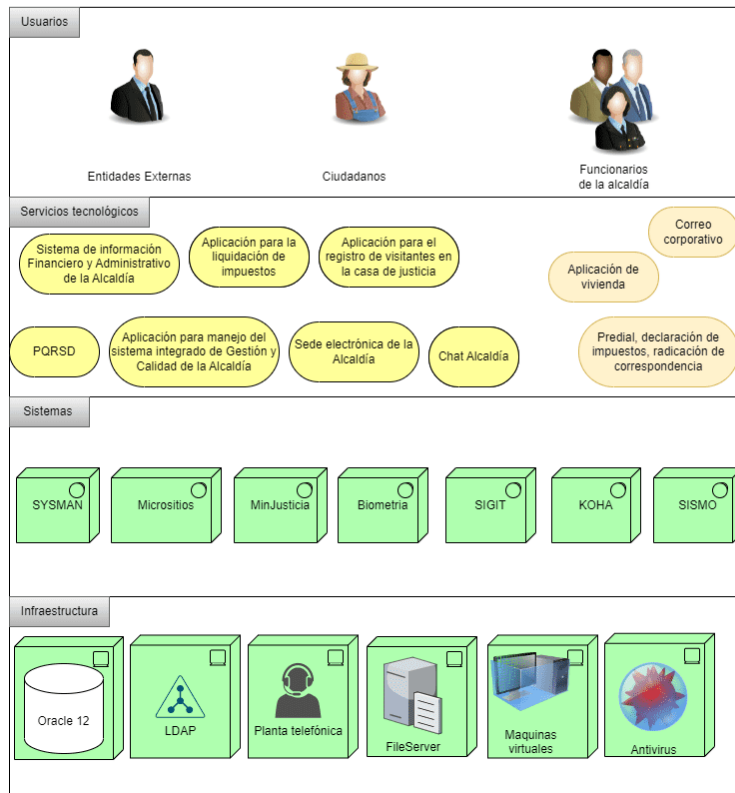 Usuarios
Entidades Externas
Ciudadanos
Funcionarios
de la alcaldía
Servicios tecnológicos
Sistema de información
Financiero y Administrativo
de la Alcaldía
Aplicación para la
liquidación de
impuestos
Aplicación para el
registro de visitantes en
la casa de justicia
Correo
corporativo
Aplicación de
vivienda
PQRSD
Aplicación para manejo del
sistema integrado de Gestión y
Calidad de la Alcaldía
Sede electrónica de la
Alcaldía
Chat Alcaldía
Predial, declaración de
impuestos, radicación de
correspondencia
Sistemas
SYSMAN
Micrositios
MinJusticia
Biometria
SIGIT
KOHA
SISMO
Infraestructura
Oracle 12
LDAP
Planta telefónica
FileServer
Maquinas
virtuales
Antivirus